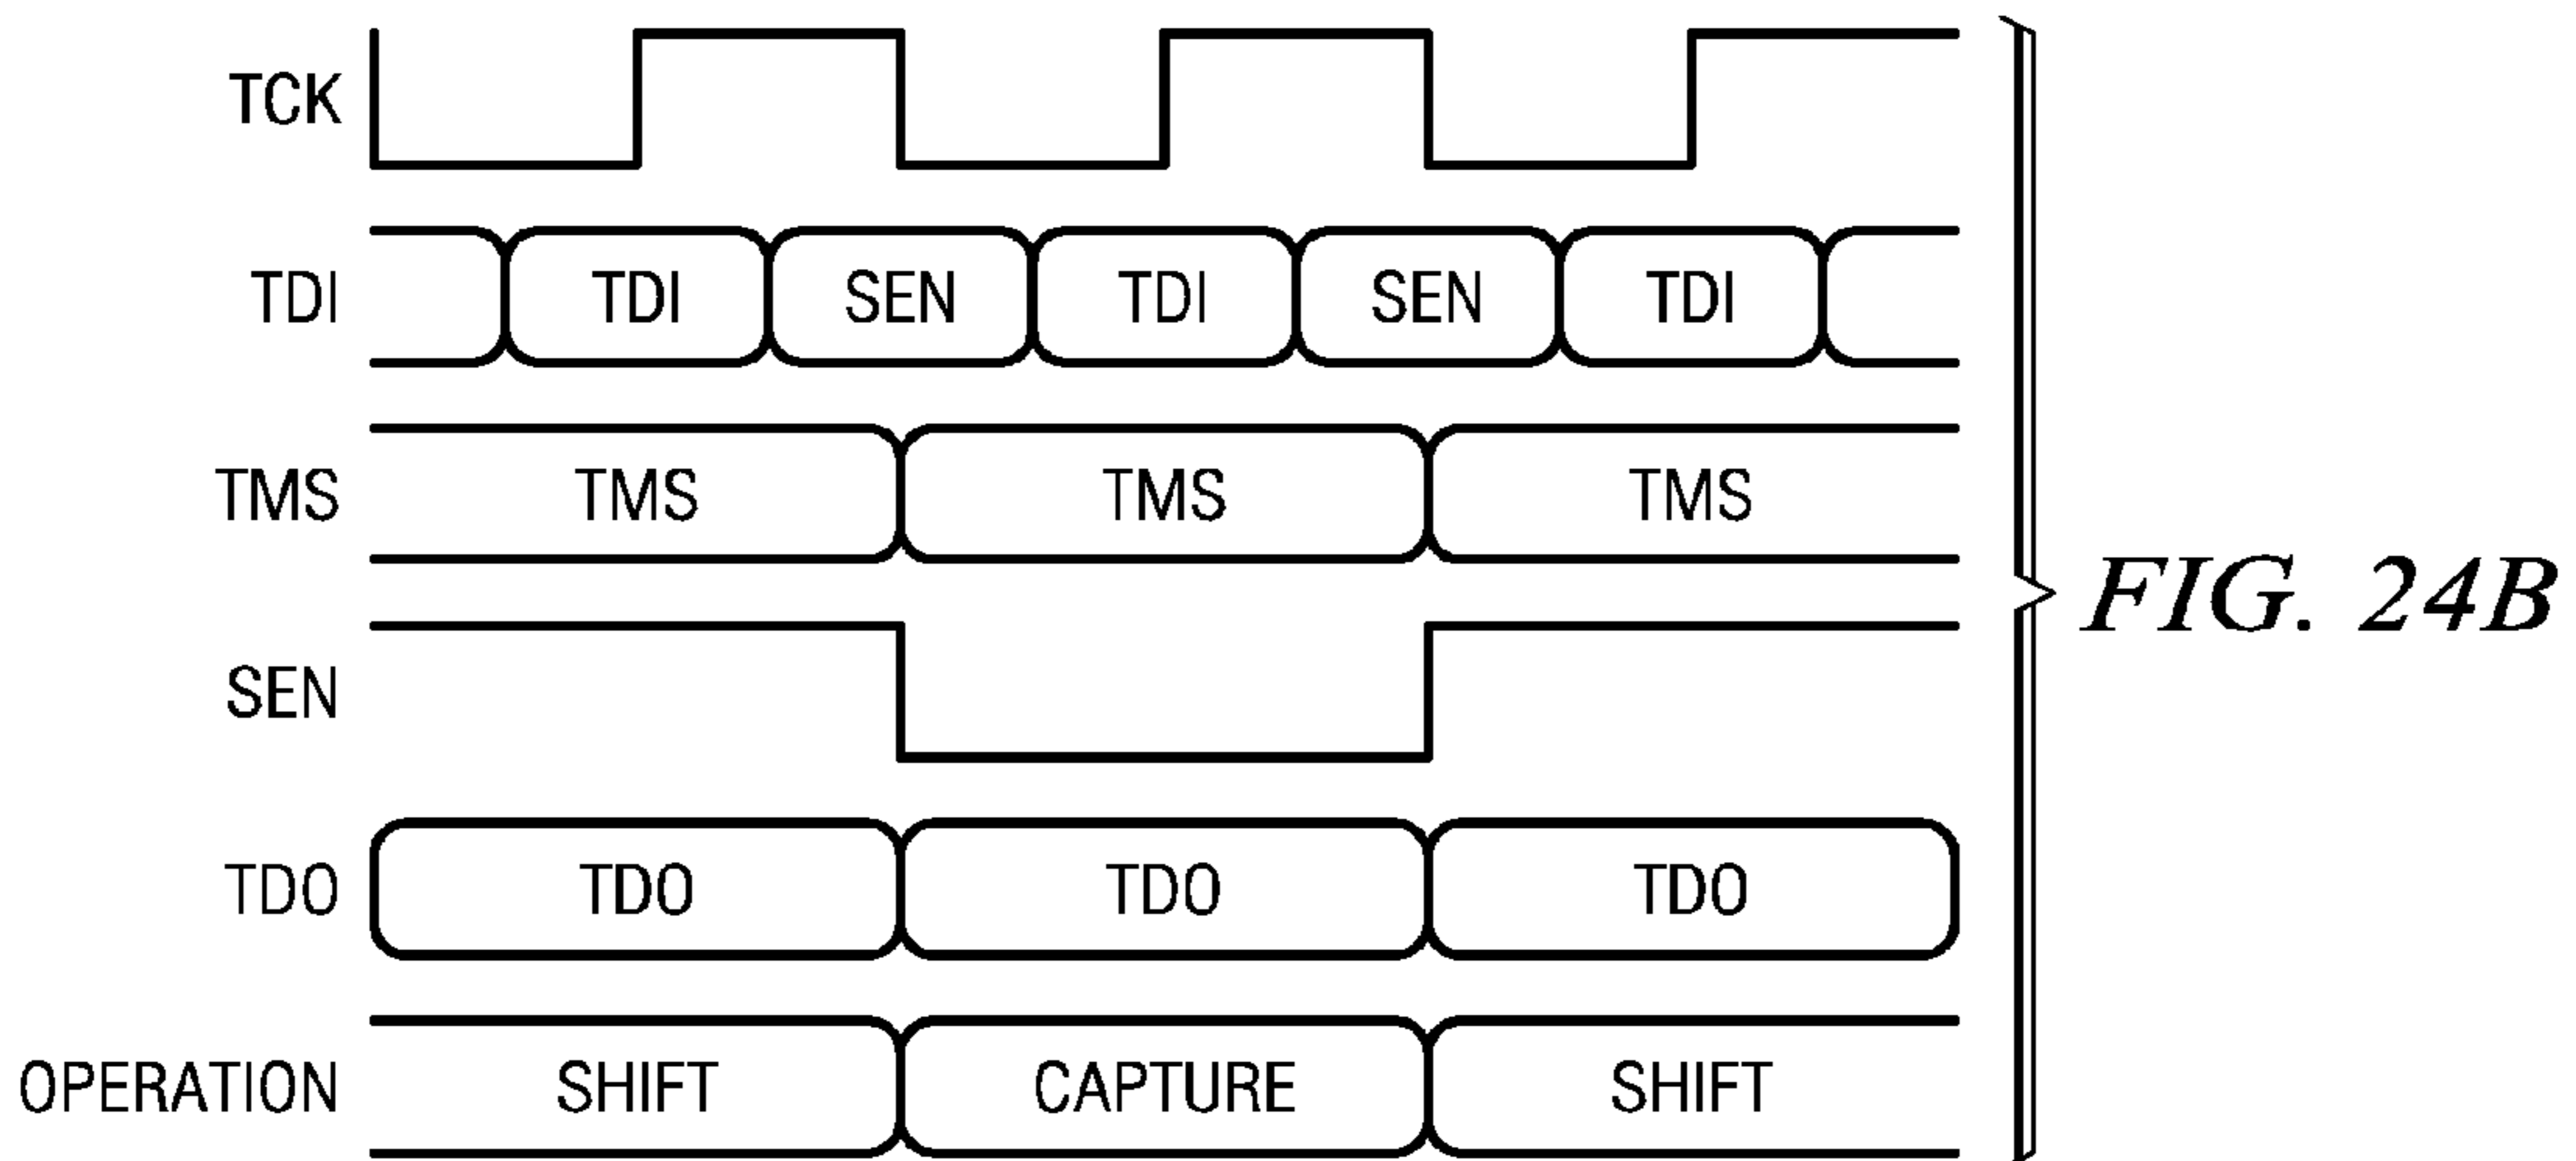 TCK
TDI TDI SEN TDI SEN TDI
TMS TMS TMS TMS
SEN
TDO TDO TDO TDO
OPERATION SHIFT CAPTURE SHIFT
FIG. 24B